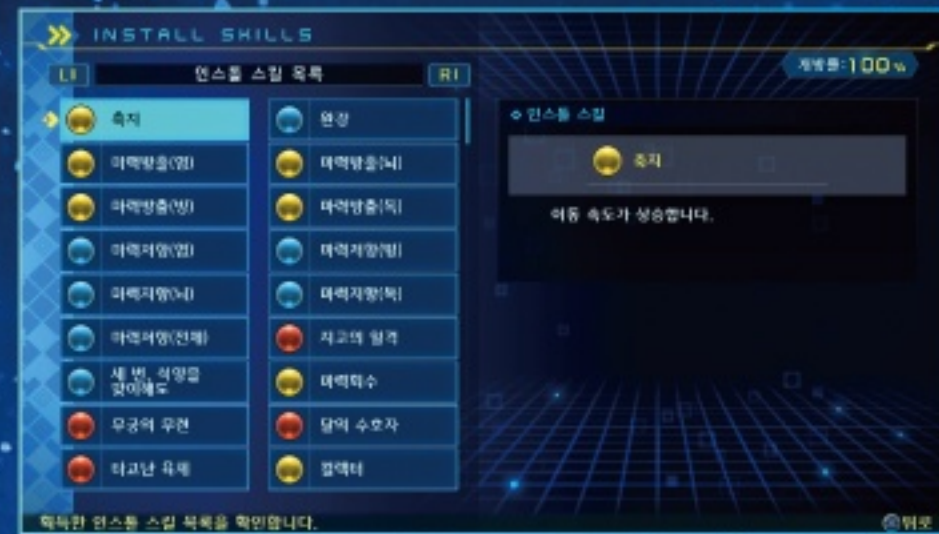 INSTALL SKILLS
L1 인스톨 스킬 목록 R1
개방률:100%
축지
완강
마력방출(염)
마력방출(뇌)
마력방출(빙)
마력방출(독)
마력저항(염)
마력저항(빙)
마력저항(뇌)
마력저항(독)
마력저항(전체)
지고의 일격
세 번, 석양을
맞이해도
마력회수
무궁의 무련
달의 수호자
타고난 육체
컬렉터
인스톨 스킬
축지
이동 속도가 상승합니다.
획득한 인스톨 스킬 목록을 확인합니다.
뒤로